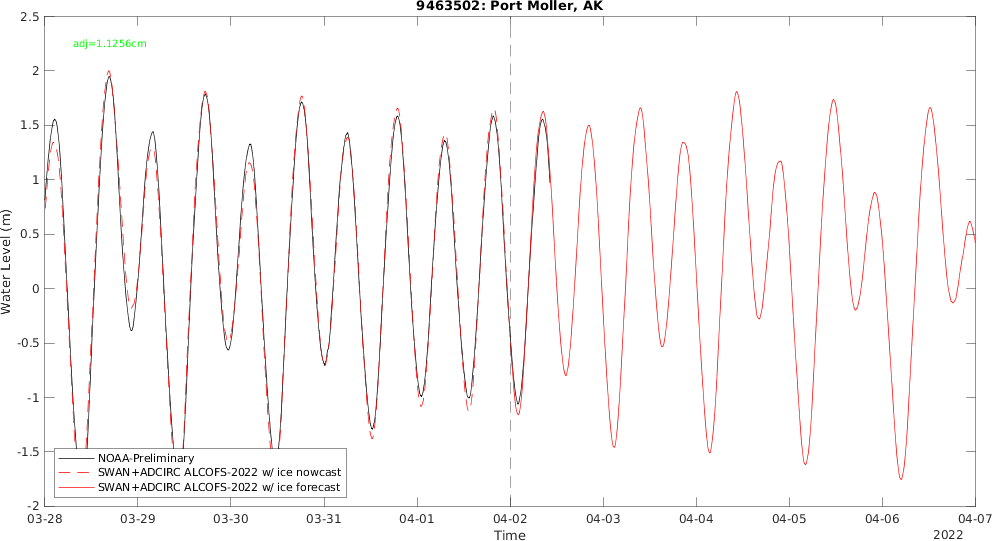 9463502: Port Moller, AK
adj=1.1256cm
Water Level (m)
2.5
2
1.5
1
0.5
0
-0.5
-1
-1.5
-2
NOAA-Preliminary
SWAN+ADCIRC ALCOFS-2022 w/ ice nowcast
SWAN+ADCIRC ALCOFS-2022 w/ ice forecast
03-28 03-29 03-30 03-31 04-01 04-02 04-03 04-04 04-05 04-06 04-07
Time
2022